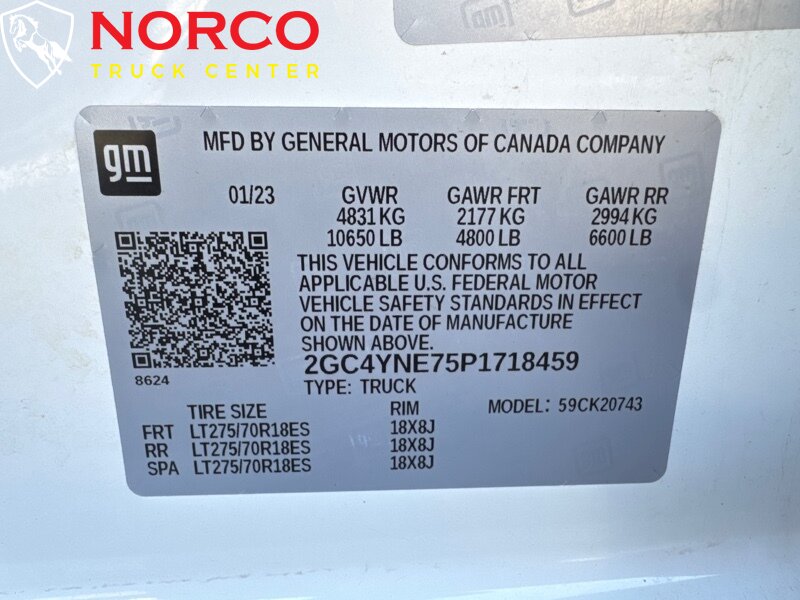 NORCO
TRUCK CENTER
gm
MFD BY GENERAL MOTORS OF CANADA COMPANY
01/23 GVWR GAWR FRT GAWR RR
4831 KG 2177 KG 2994 KG
10650 LB 4800 LB 6600 LB
THIS VEHICLE CONFORMS TO ALL
APPLICABLE U.S. FEDERAL MOTOR
VEHICLE SAFETY STANDARDS IN EFFECT
ON THE DATE OF MANUFACTURE
SHOWN ABOVE.
8624
2GC4YNE75P1718459
TYPE: TRUCK
TIRE SIZE RIM MODEL: 59CK20743
FRT LT275/70R18ES 18X8J
RR LT275/70R18ES 18X8J
SPA LT275/70R18ES 18X8J